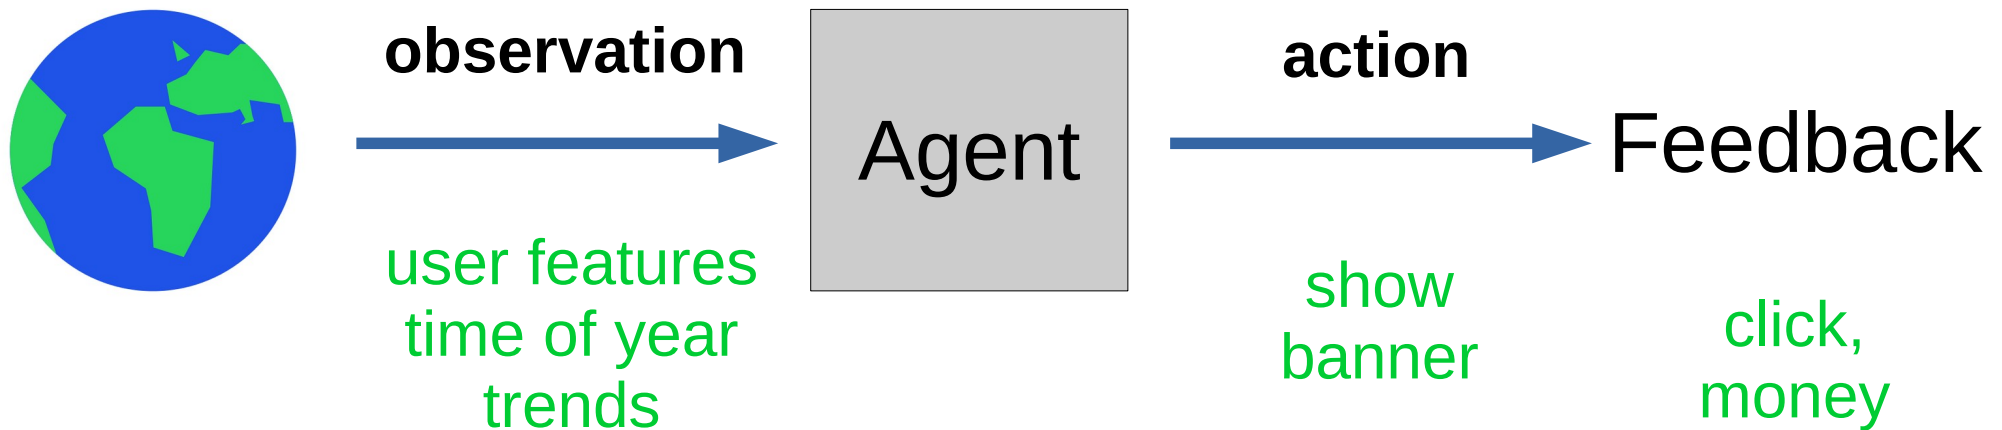 observation
action
Agent
Feedback
user features
time of year
trends
show
banner
click,
money